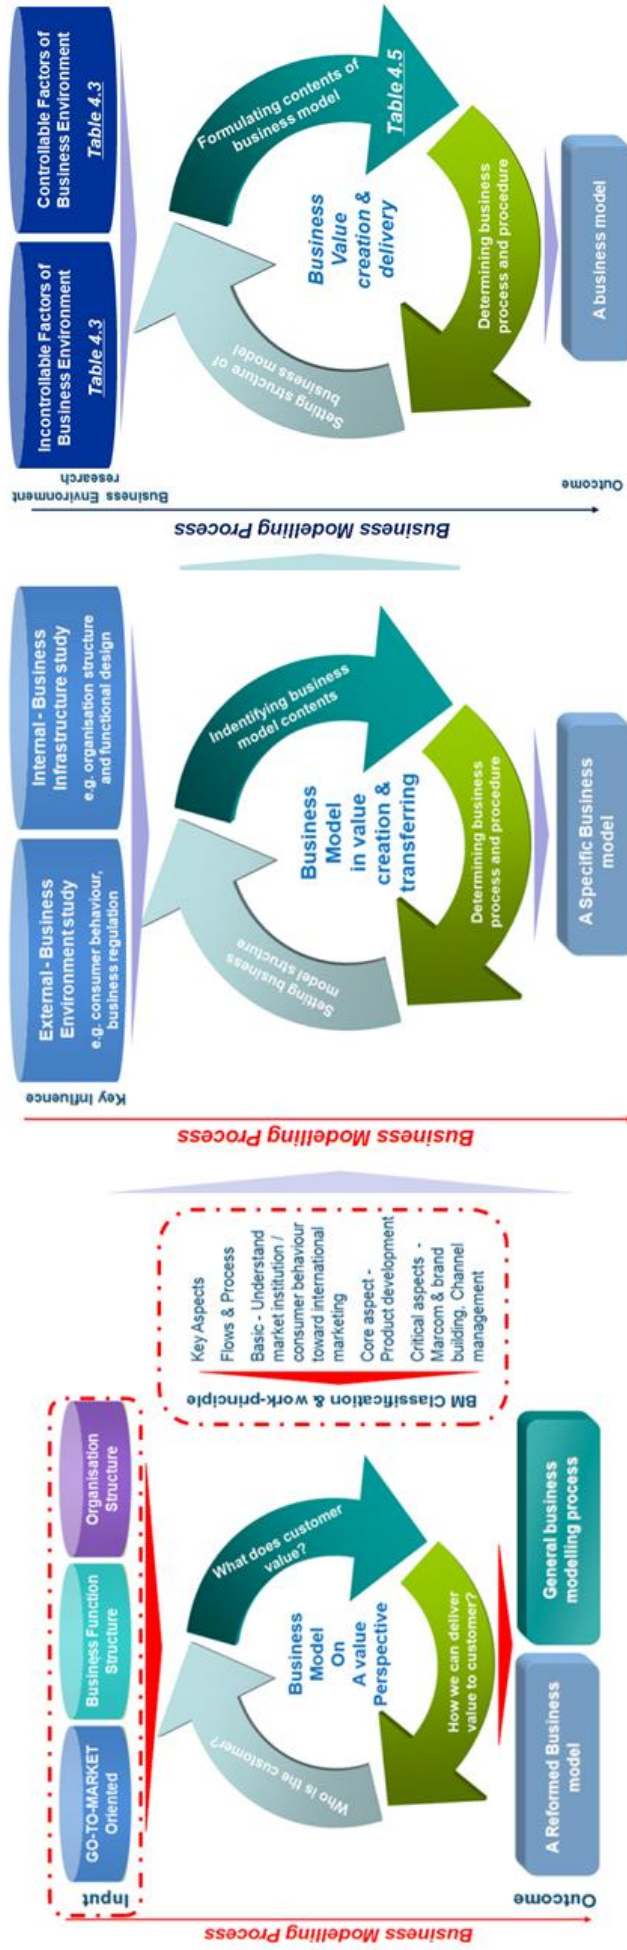 Business Modelling Process
Input
GO-TO-MARKET
Oriented
Business Function
Structure
Organisation
Structure
Who is the customer?
What does customer
value?
How we can deliver
value to customer?
Business
Model
On
A value
Perspective
Outcome
A Reformed Business
model
General business
modelling process
BM Classification & work-principle
Key Aspects
Flows & Process
Basic - Understand
market institution /
consumer behaviour
toward international
marketing
Core aspect -
Product development
Critical aspects -
Marcom & brand
building, Channel
management
Business Modelling Process
Key Influence
External - Business
Environment study
e.g. consumer behaviour,
business regulation
Internal - Business
Infrastructure study
e.g. organisation structure
and functional design
Setting business
model structure
Indentifying business
model contents
Determining business
process and procedure
Business
Model
in value
creation &
transferring
A Specific Business
model
Business Modelling Process
Business Environment
research
Incontrollable Factors of
Business Environment
Table 4.3
Controllable Factors of
Business Environment
Table 4.3
Setting structure of
business model
Formulating contents of
business model
Table 4.5
Determining business
process and procedure
Business
Value
creation &
delivery
Outcome
A business model